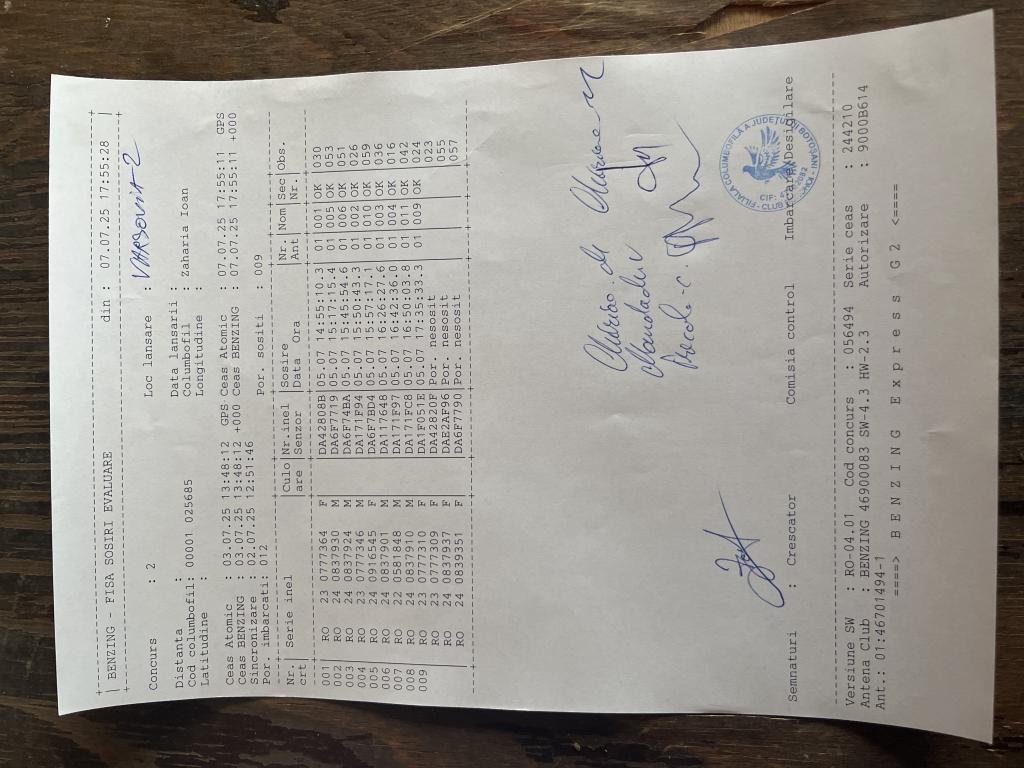 BENZING - FISA SOSIRI EVALUARE din : 07.07.25 17:55:28
Concurs : 2 Loc lansare : VARSOVIA 2
Distanta : Data lansarii :
Cod columbofil: 00001 025685 Columbofil : Zaharia Ioan
Latitudine : Longitudine :
Ceas Atomic : 03.07.25 13:48:12 GPS Ceas Atomic : 07.07.25 17:55:11 GPS
Ceas BENZING : 03.07.25 13:48:12 +000 Ceas BENZING : 07.07.25 17:55:11 +000
Sincronizare : 02.07.25 12:51:46
Por. imbarcati: 012 Por. sositi : 009
Nr. Serie inel Culo Nr.inel Sosire Nr. Nom Sec Obs.
crt are Senzor Data Ora Ant Nr.
001 RO 23 0777364 F DA42808B 05.07 14:55:10.3 01 001 OK 030
002 RO 24 0839930 M DA6F7719 05.07 15:17:15.4 01 005 OK 053
003 RO 24 0837924 M DA6F74BA 05.07 15:45:54.6 01 006 OK 051
004 RO 23 0777346 M DA171F94 05.07 15:50:43.3 01 002 OK 026
005 RO 24 0916545 F DA6F7BD4 05.07 15:57:17.1 01 010 OK 059
006 RO 24 0837901 M DA117648 05.07 16:26:27.6 01 003 OK 038
007 RO 22 0581848 M DA171F97 05.07 16:42:36.0 01 004 OK 016
008 RO 24 0837910 M DA171FC8 05.07 16:50:03.8 01 011 OK 042
009 RO 23 0777310 F DA1F951E 05.07 17:35:33.3 01 009 OK 024
RO 23 0777309 F DA42820F Por. nesosit 023
RO 24 0837937 F DAE2AF96 Por. nesosit 055
RO 24 0839351 F DA6F7790 Por. nesosit 057
Semnaturi : Crescator Comisia control Imbarcare/Desigilare
FILIALA COLUMBOFILA A JUDETULUI BOTOSANI
Versiune SW : RO-04.01 Cod concurs : 056494 Serie ceas : 244210
Antena Club : BENZING 46900083 SW-4.3 HW-2.3 Autorizare : 9000B614
Ant.: 01:46701494-1
====> B E N Z I N G E x p r e s s G 2 <====